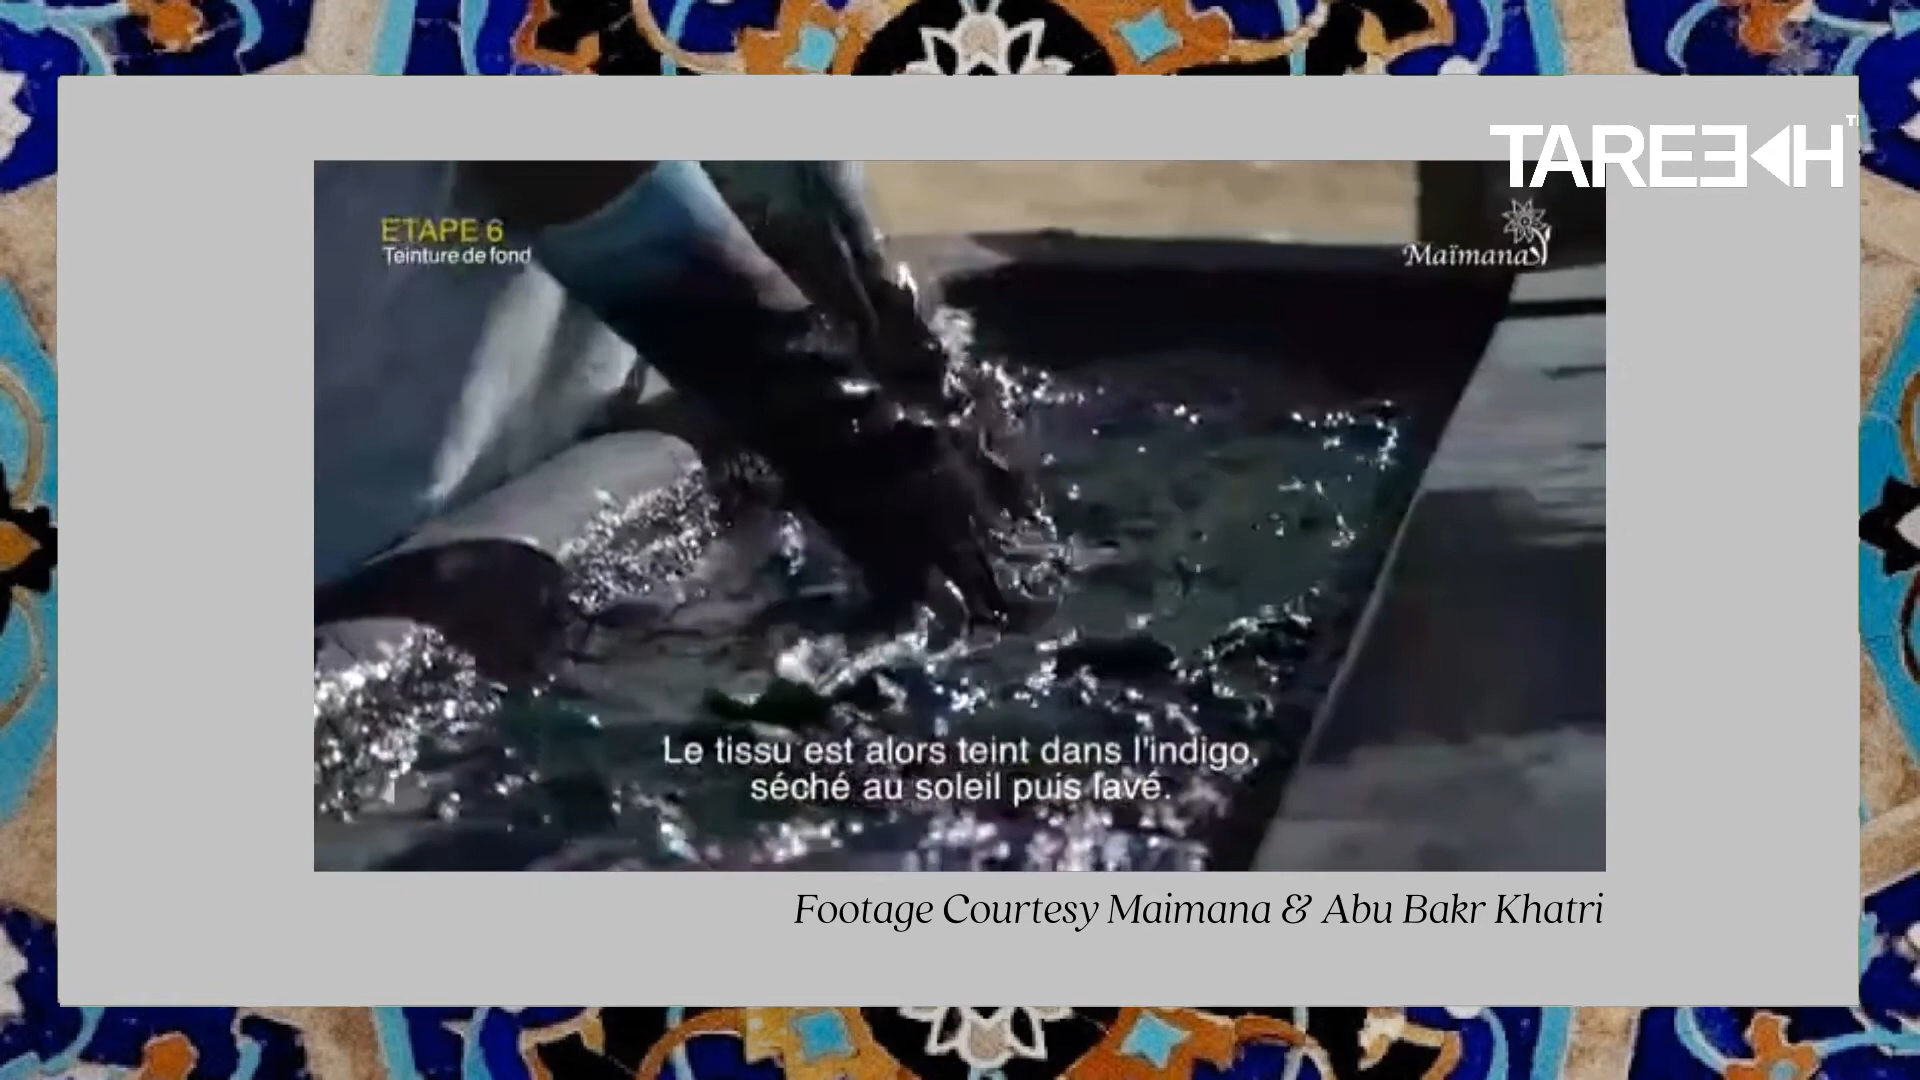 TAREEKH
ETAPE 6
Teinture de fond
Maïmana
Le tissu est alors teint dans l'indigo,
séché au soleil puis lavé.
Footage Courtesy Maimana & Abu Bakr Khatri